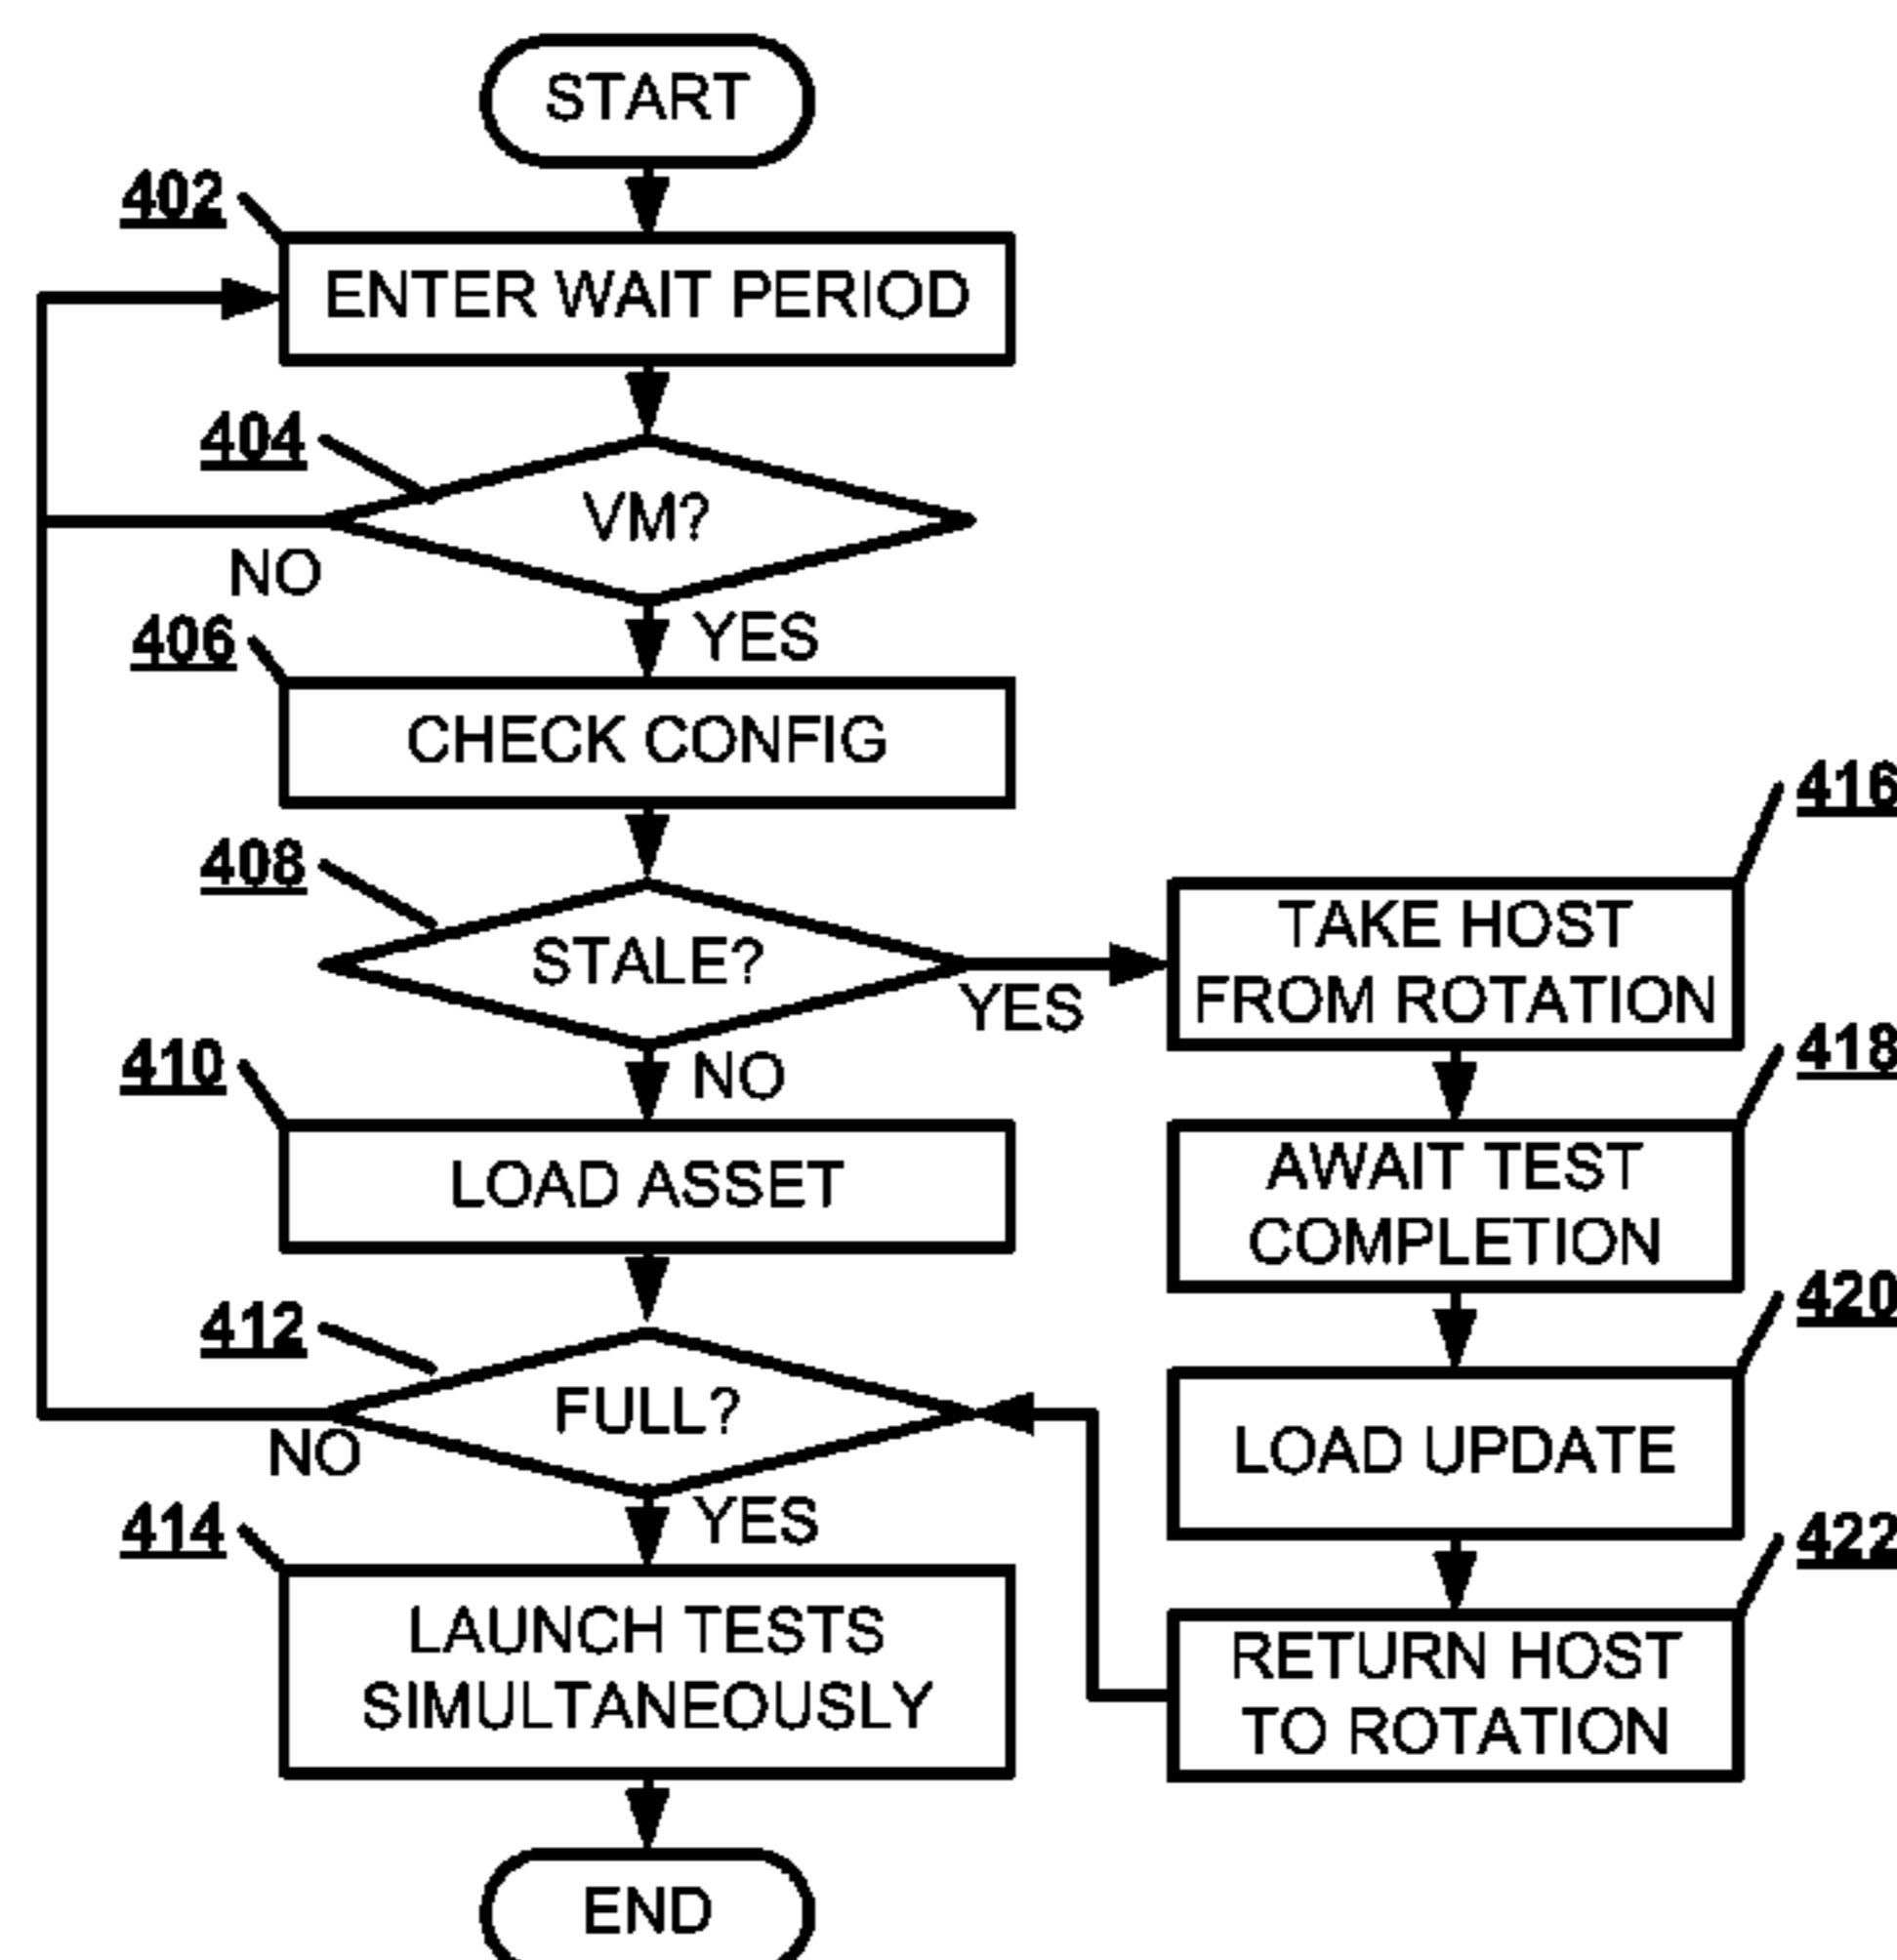 START
402
ENTER WAIT PERIOD
404
VM?
NO
YES
406
CHECK CONFIG
408
STALE?
YES
NO
410
LOAD ASSET
412
FULL?
NO
YES
414
LAUNCH TESTS
SIMULTANEOUSLY
END
416
TAKE HOST
FROM ROTATION
418
AWAIT TEST
COMPLETION
420
LOAD UPDATE
422
RETURN HOST
TO ROTATION